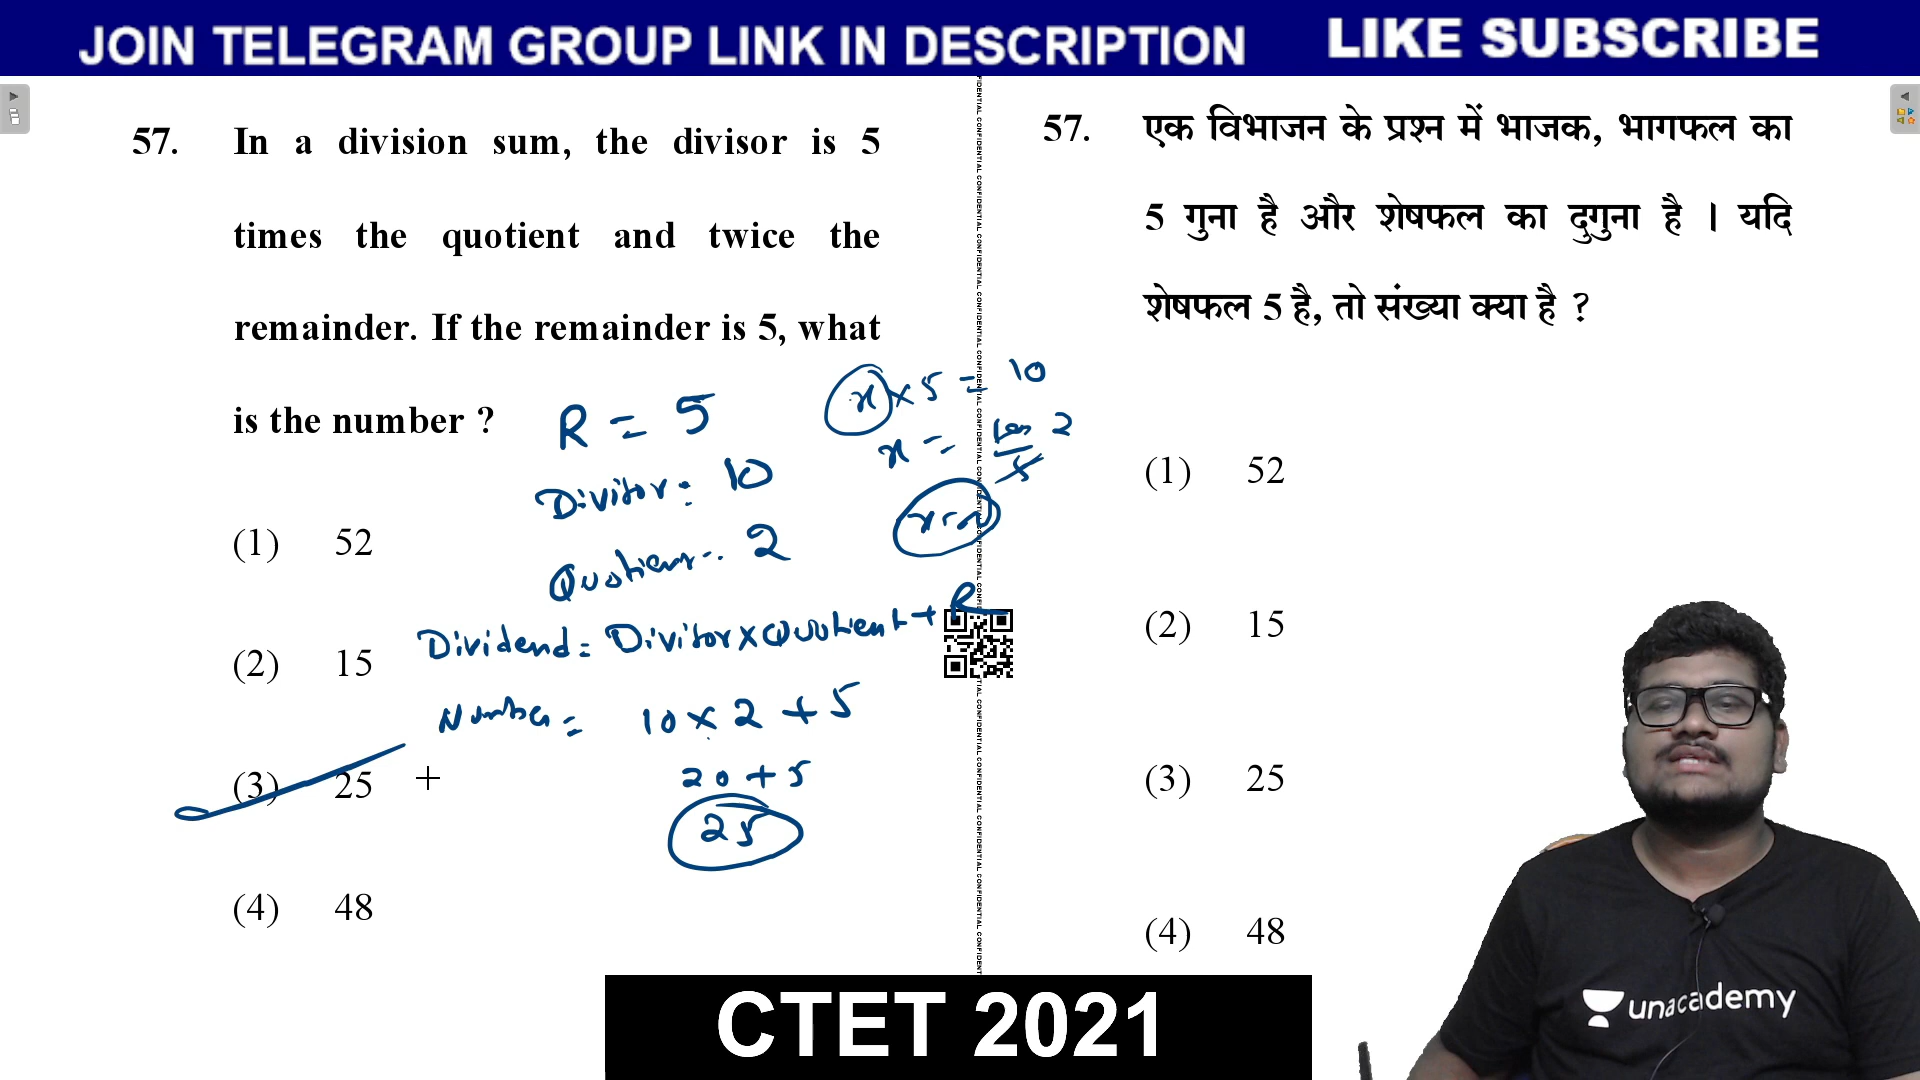 JOIN TELEGRAM GROUP LINK IN DESCRIPTION LIKE SUBSCRIBE
57. In a division sum, the divisor is 5
times the quotient and twice the
remainder. If the remainder is 5, what
is the number ?
(1) 52
(2) 15
(3) 25
(4) 48
R = 5
Divisor: 10
Quotient: 2
x × 5 = 10
x = 2
Dividend = Divisor × Quotient + R
Number = 10 × 2 + 5
20 + 5
25
57. एक विभाजन के प्रश्न में भाजक, भागफल का
5 गुना है और शेषफल का दुगुना है । यदि
शेषफल 5 है, तो संख्या क्या है ?
(1) 52
(2) 15
(3) 25
(4) 48
unacademy
CTET 2021